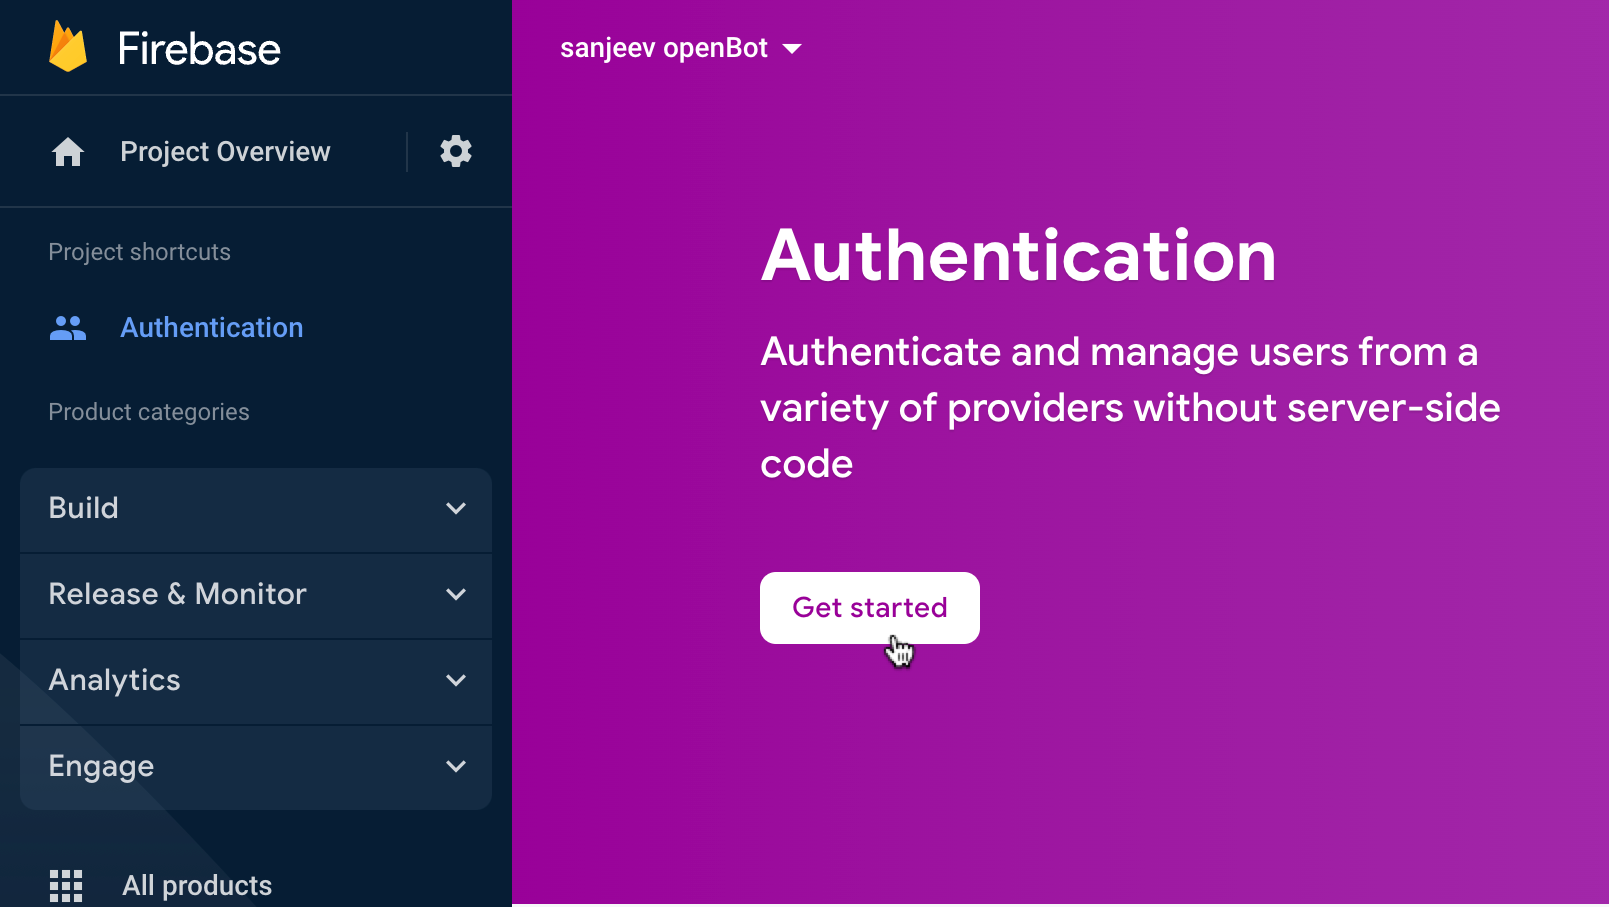 Firebase
Project Overview
Project shortcuts
Authentication
Product categories
Build
Release & Monitor
Analytics
Engage
All products
sanjeev openBot
Authentication
Authenticate and manage users from a
variety of providers without server-side
code
Get started